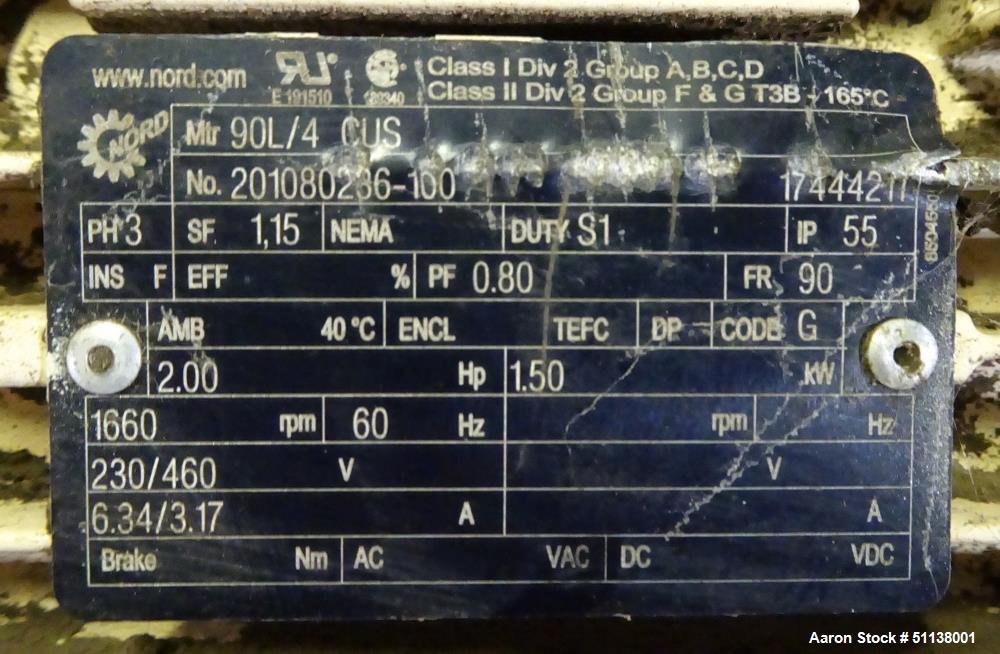 www.nord.com
Class I Div 2 Group A,B,C,D
E 191510
Class II Div 2 Group F & G T3B - 165°C
NORD
Mtr 90L/4 CUS
No. 201080236-100
PH 3 SF 1,15 NEMA DUTY S1 IP 55
INS F EFF % PF 0.80 FR 90
AMB 40 °C ENCL TEFC DP CODE G
2.00 Hp 1.50 kW
1660 rpm 60 Hz rpm Hz
230/460 V V
6.34/3.17 A A
Brake Nm AC VAC DC VDC
Aaron Stock # 51138001